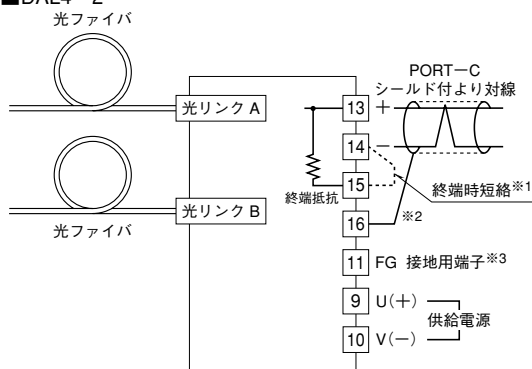 光ファイバ
光リンク A
光リンク B
光ファイバ
PORT－C
シールド付より対線
13 ＋
14 －
15
終端抵抗
終端時短絡※1
16
※2
11 FG 接地用端子※3
9 U(＋)
供給電源
10 V(－)